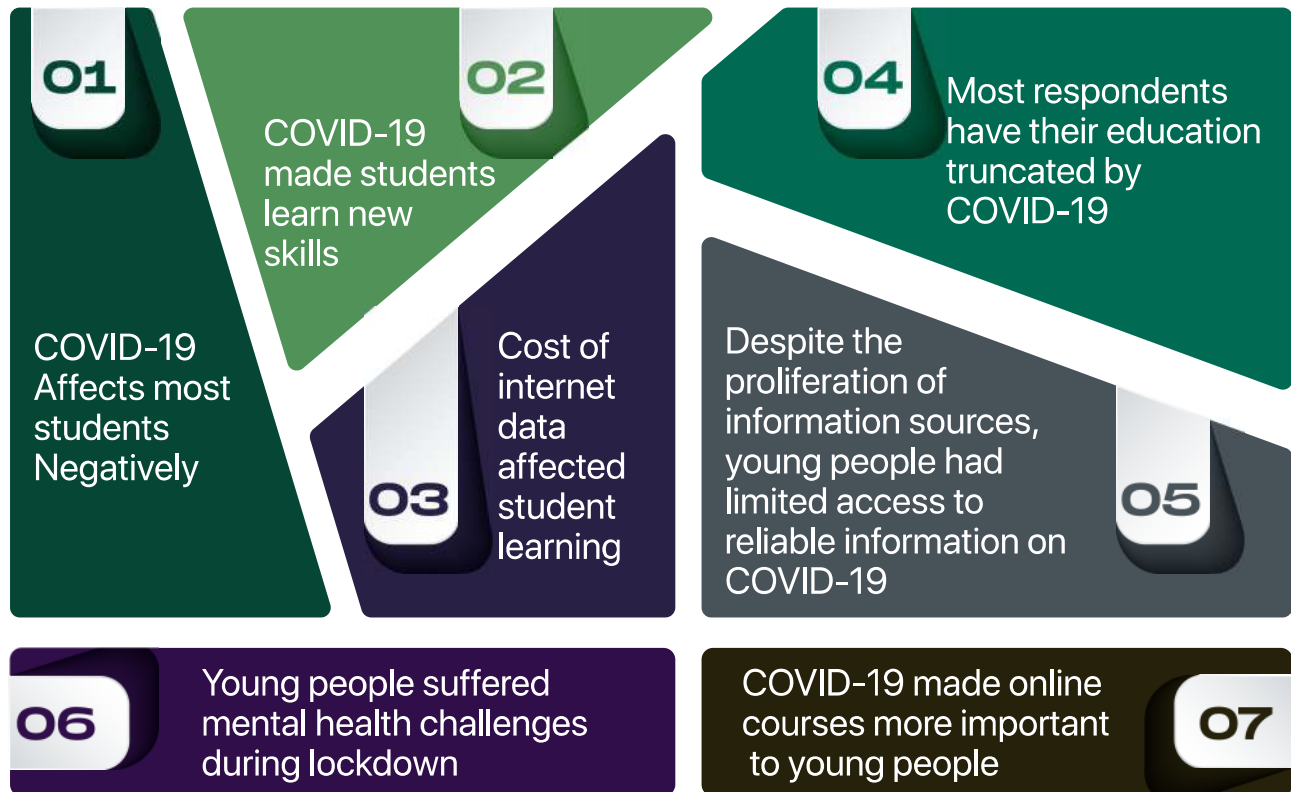 01
COVID-19
Affects most
students
Negatively
02
COVID-19
made students
learn new
skills
03
Cost of
internet
data
affected
student
learning
04
Most respondents
have their education
truncated by
COVID-19
05
Despite the
proliferation of
information sources,
young people had
limited access to
reliable information on
COVID-19
06
Young people suffered
mental health challenges
during lockdown
07
COVID-19 made online
courses more important
to young people